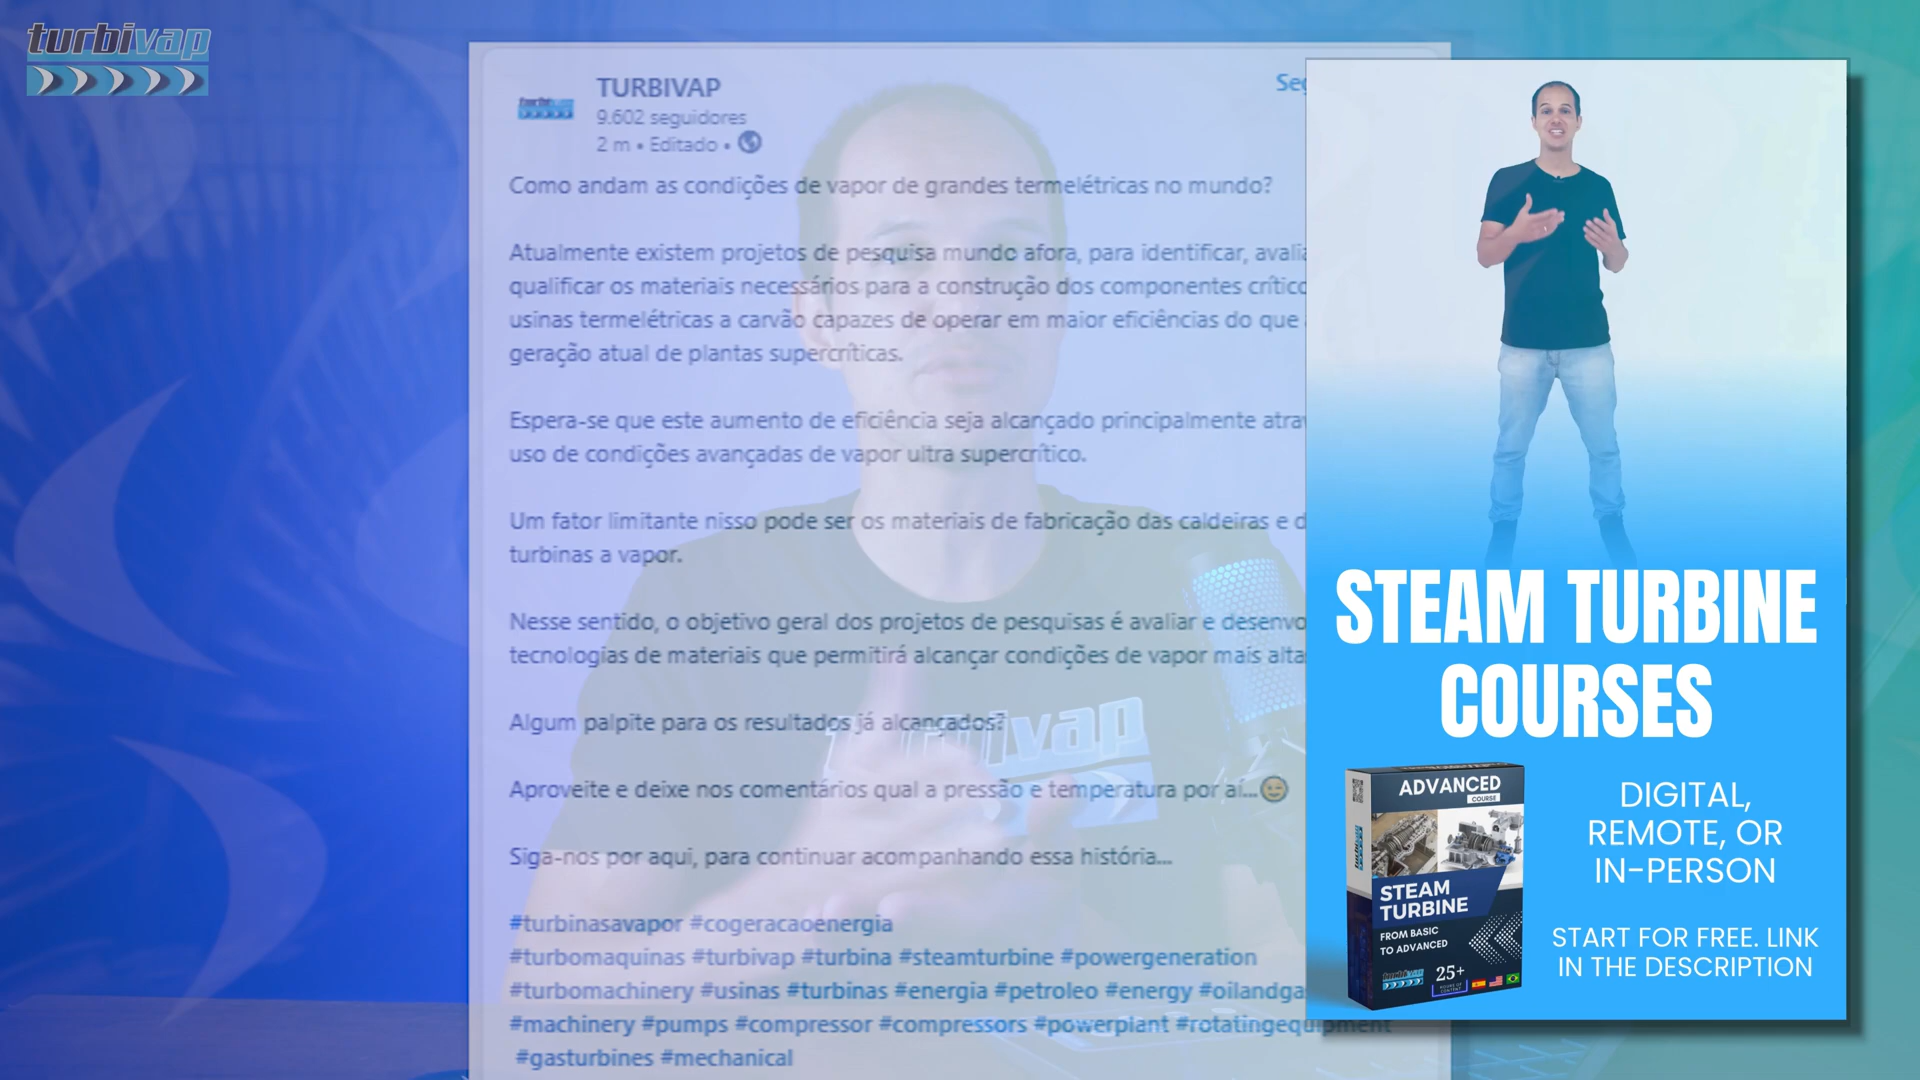 turbivap
TURBIVAP
9.602 seguidores
2 m • Editado •
Como andam as condições de vapor de grandes termelétricas no mundo?
Atualmente existem projetos de pesquisa mundo afora, para identificar,
qualificar os materiais necessários para a construção dos componentes
usinas termelétricas a carvão capazes de operar em maior eficiências do que
geração atual de plantas supercríticas.
Espera-se que este aumento de eficiência seja alcançado principalmente
uso de condições avançadas de vapor ultra supercrítico.
Um fator limitante nisso pode ser os materiais de fabricação das caldeiras e
turbinas a vapor.
Nesse sentido, o objetivo geral dos projetos de pesquisas é avaliar e
tecnologias de materiais que permitirá alcançar condições de vapor mais
Algum palpite para os resultados já alcançados?
Aproveite e deixe nos comentários qual a pressão e temperatura por aí...😉
Siga-nos por aqui, para continuar acompanhando essa história...
#turbinasavapor #cogeracaoenergia
#turbomaquinas #turbivap #turbina #steamturbine #powergeneration
#turbomachinery #usinas #turbinas #energia #petroleo #energy
#machinery #pumps #compressor #compressors #powerplant #rotatingequipment
#gasturbines #mechanical
STEAM TURBINE
COURSES
ADVANCED
COURSE
STEAM
TURBINE
FROM BASIC
TO ADVANCED
25+
DIGITAL,
REMOTE, OR
IN-PERSON
START FOR FREE. LINK
IN THE DESCRIPTION